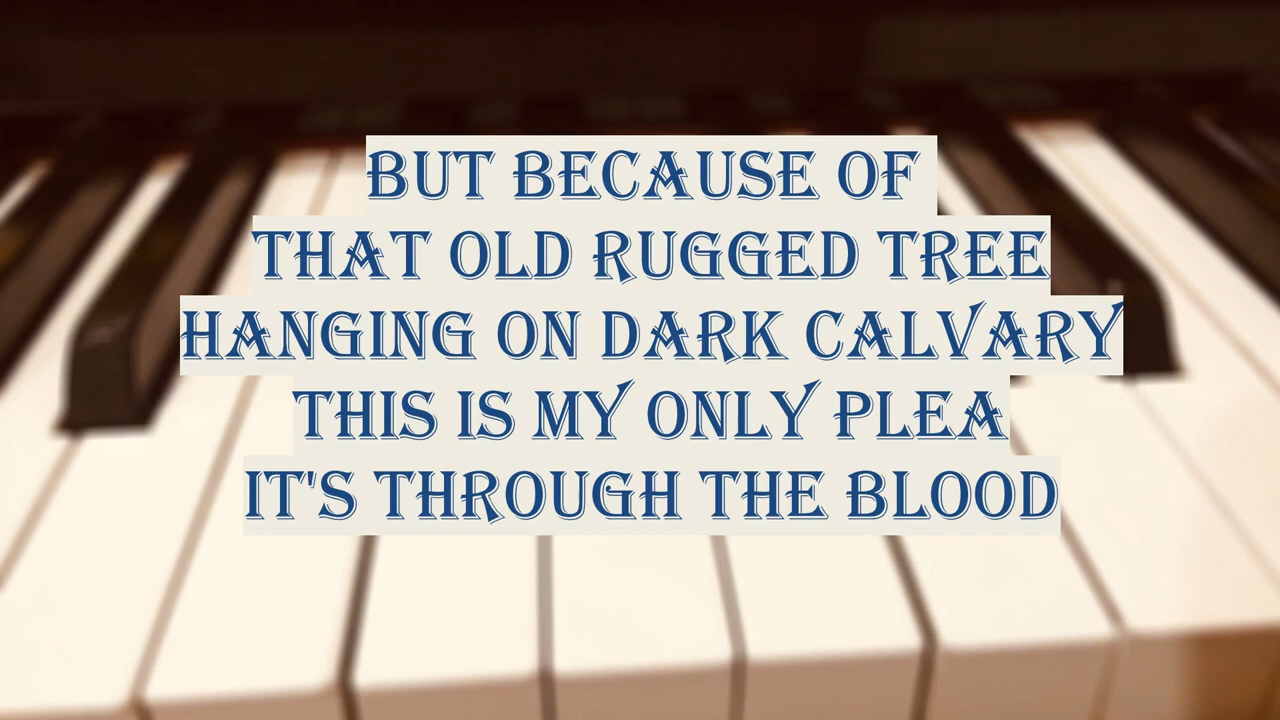 BUT BECAUSE OF
THAT OLD RUGGED TREE
HANGING ON DARK CALVARY
THIS IS MY ONLY PLEA
IT'S THROUGH THE BLOOD